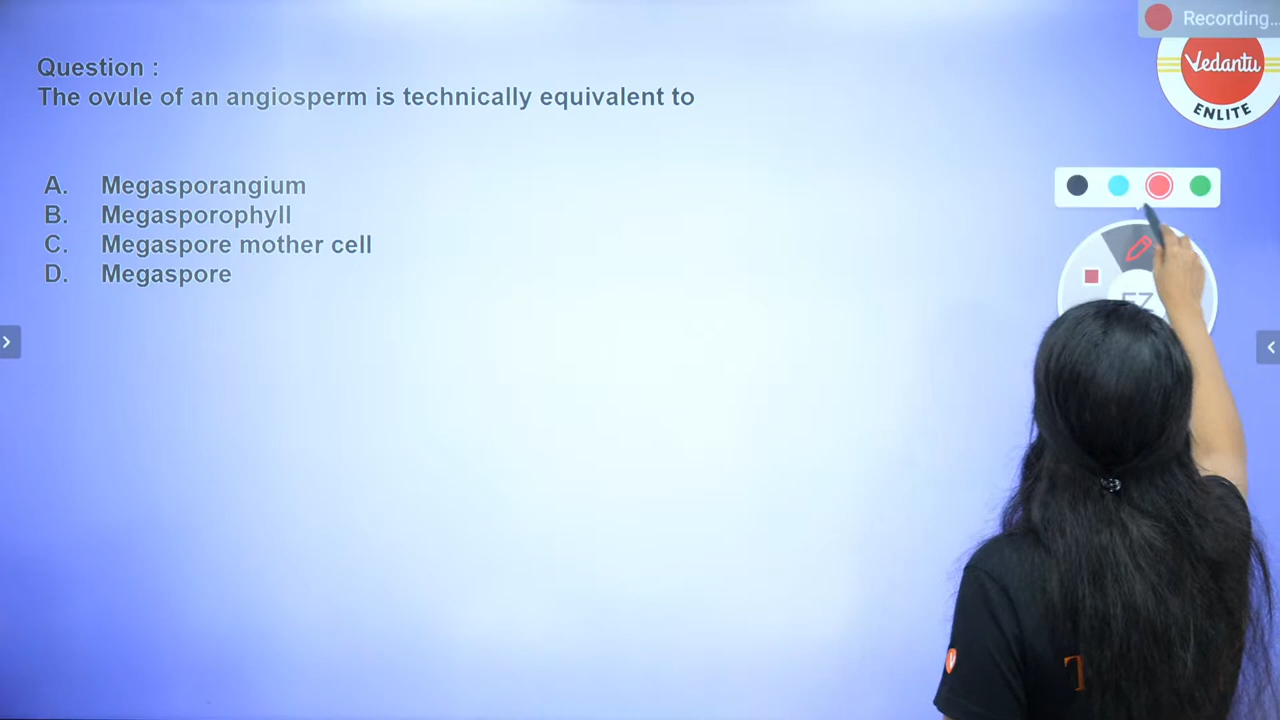 Recording...
Vedantu
ENLITE
Question :
The ovule of an angiosperm is technically equivalent to
A. Megasporangium
B. Megasporophyll
C. Megaspore mother cell
D. Megaspore
T